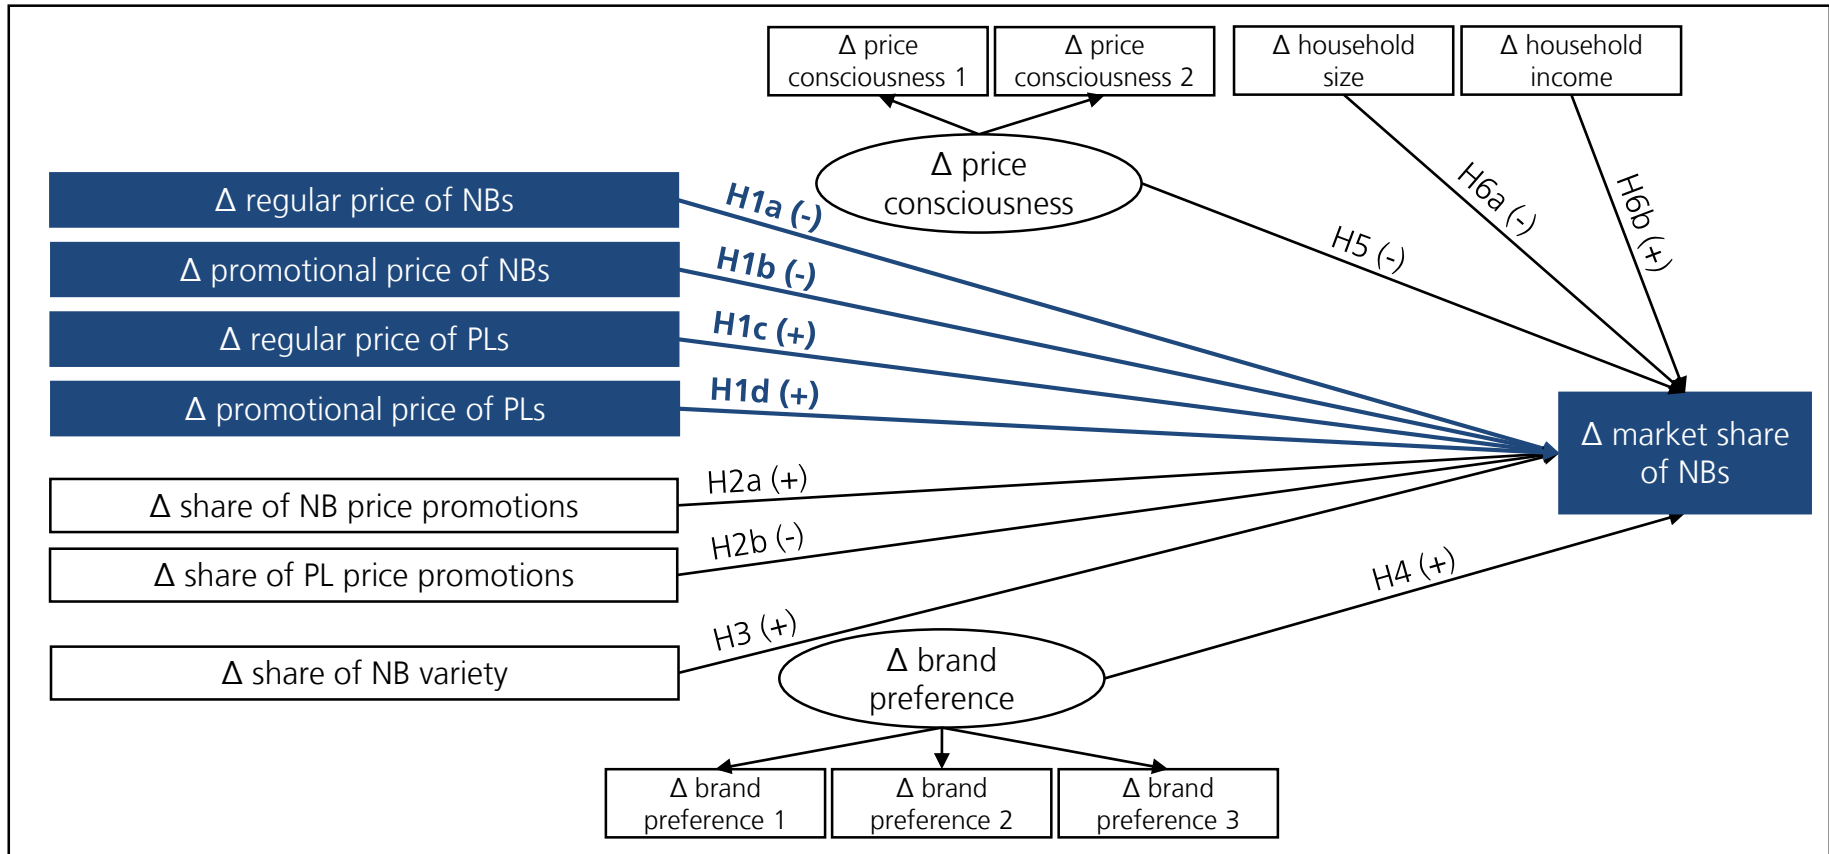 Δ price
consciousness 1
Δ price
consciousness 2
Δ household
size
Δ household
income
Δ price
consciousness
Δ regular price of NBs
Δ promotional price of NBs
Δ regular price of PLs
Δ promotional price of PLs
H1a (-)
H1b (-)
H1c (+)
H1d (+)
H5 (-)
H6a (-)
H6b (+)
Δ market share
of NBs
Δ share of NB price promotions
Δ share of PL price promotions
Δ share of NB variety
H2a (+)
H2b (-)
H3 (+)
H4 (+)
Δ brand
preference
Δ brand
preference 1
Δ brand
preference 2
Δ brand
preference 3